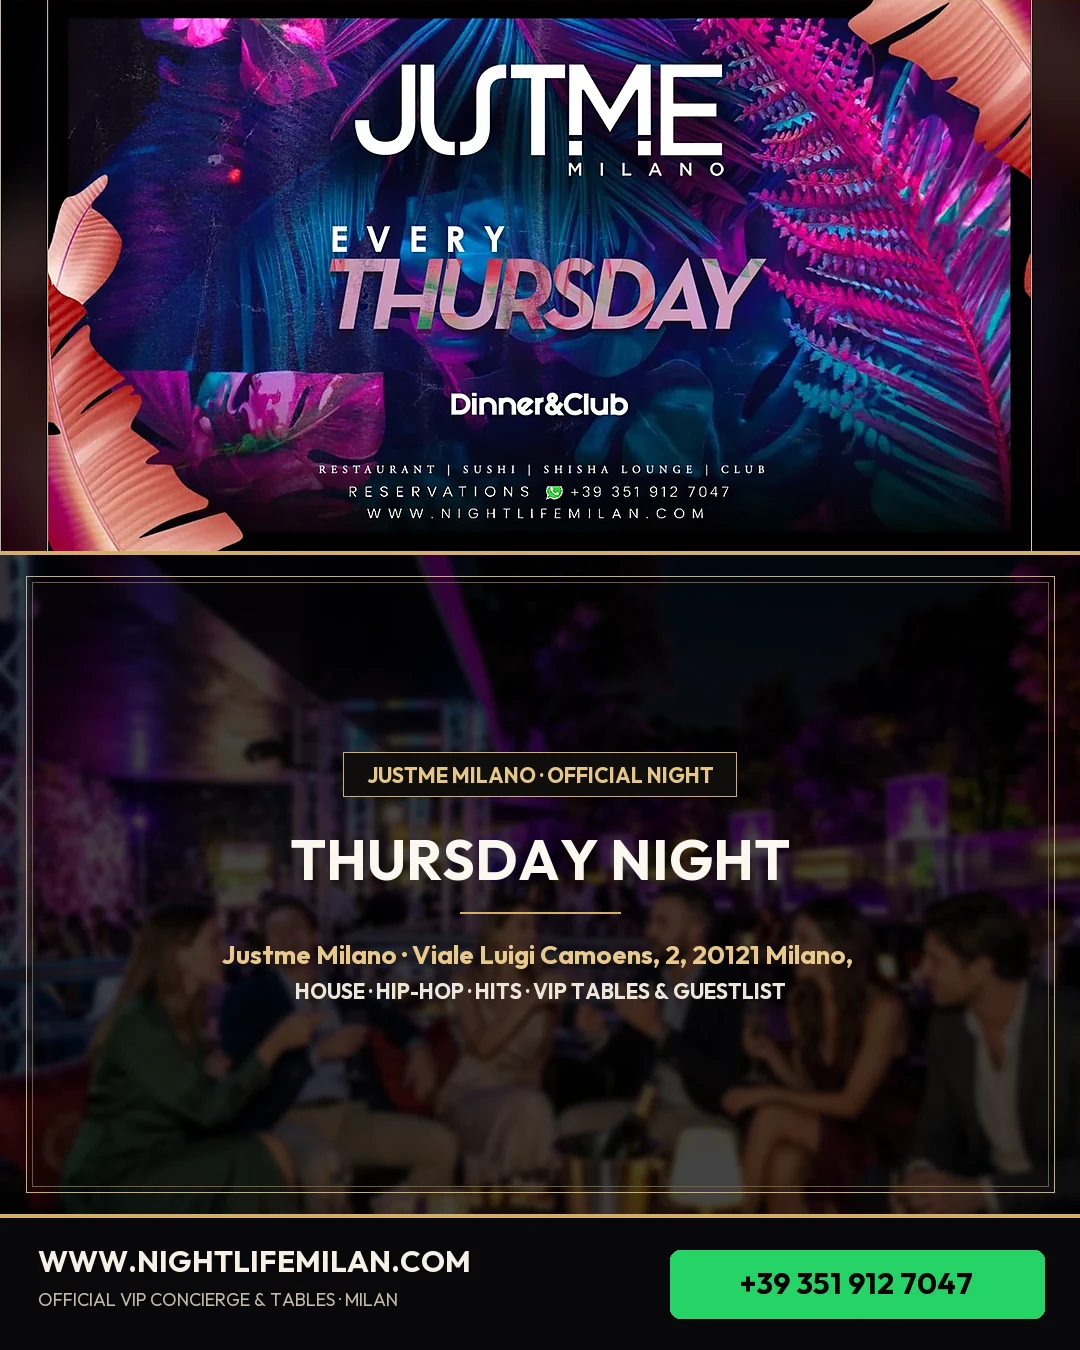 JUSTME
MILANO
EVERY
THURSDAY
Dinner&Club
RESTAURANT | SUSHI | SHISHA LOUNGE | CLUB
RESERVATIONS +39 351 912 7047
WWW.NIGHTLIFEMILAN.COM
JUSTME MILANO · OFFICIAL NIGHT
THURSDAY NIGHT
Justme Milano · Viale Luigi Camoens, 2, 20121 Milano,
HOUSE · HIP-HOP · HITS · VIP TABLES & GUESTLIST
WWW.NIGHTLIFEMILAN.COM
OFFICIAL VIP CONCIERGE & TABLES · MILAN
+39 351 912 7047